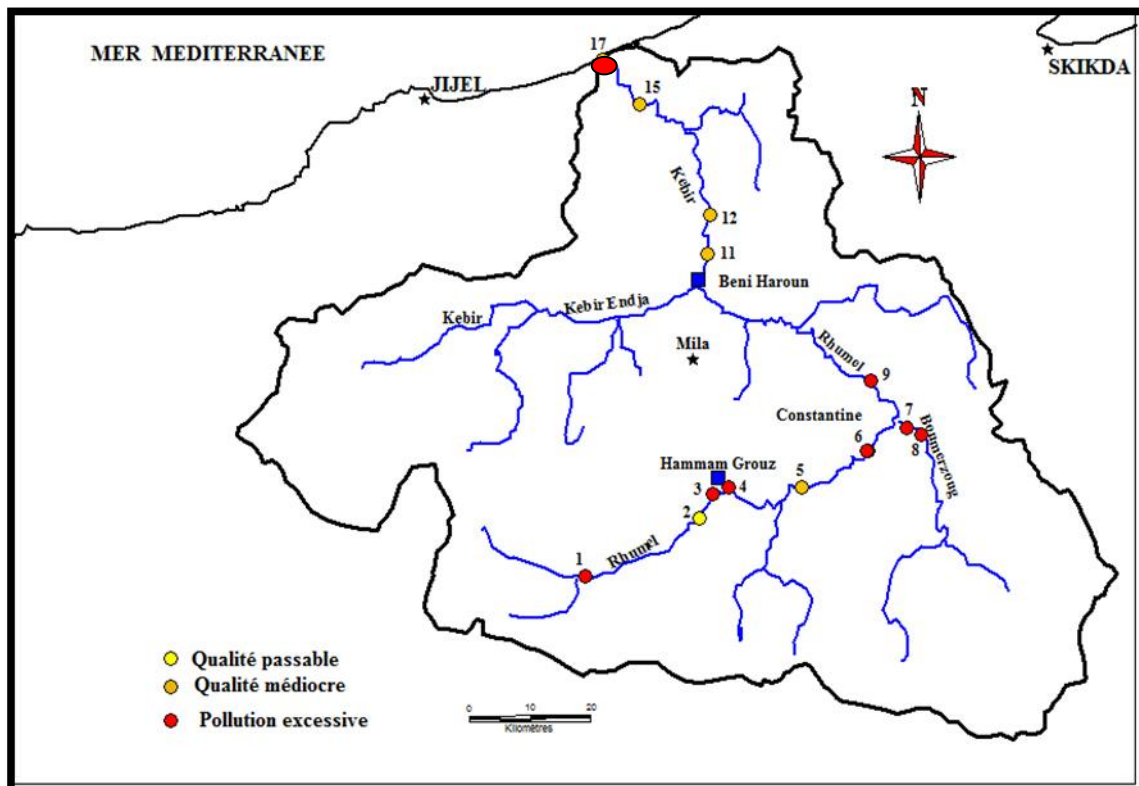 MER MEDITERRANEE
17
SKIKDA
JIJEL
15
N
Kebir
12
11
Beni Haroun
Kebir Endja
Kebir
Mila
Rhumel
9
Constantine
7
Boumerzoug
6
8
Hammam Grouz
5
4
3
2
Rhumel
1
Qualité passable
Qualité médiocre
Pollution excessive
0 10 20
Kilomètres